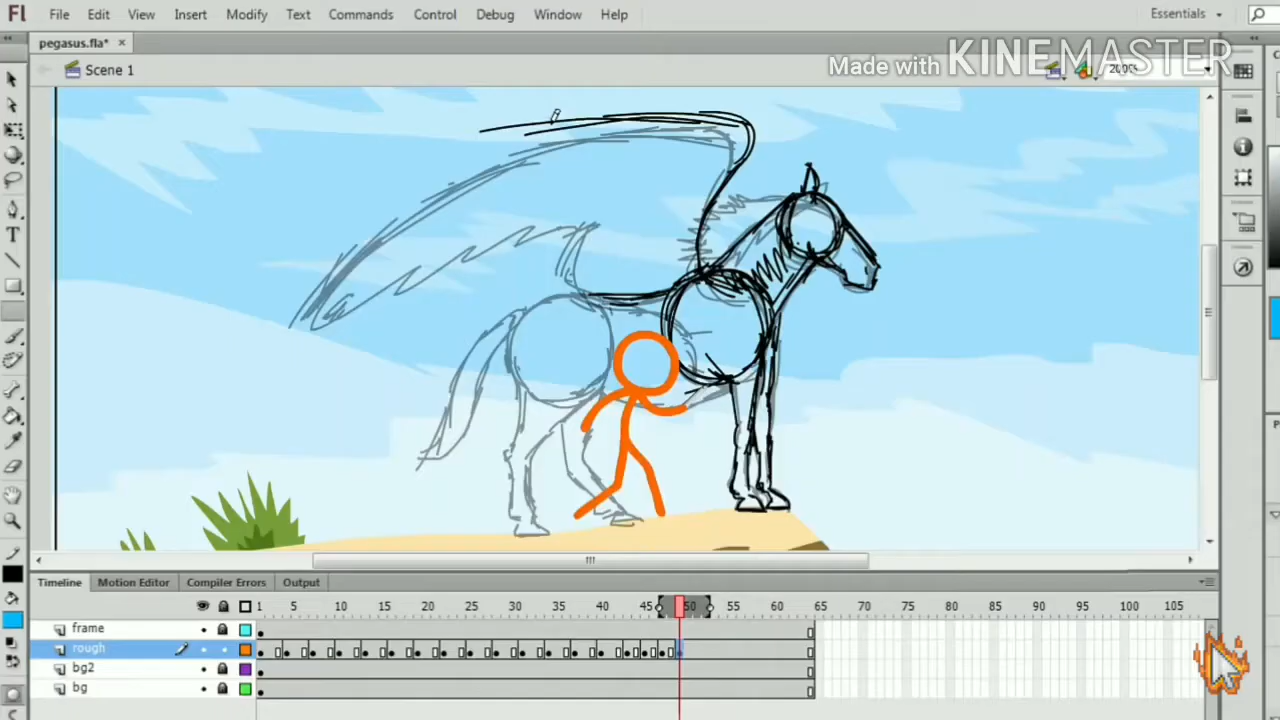 Fl File Edit View Insert Modify Text Commands Control Debug Window Help Essentials
pegasus.fla*
Scene 1
Made with KINEMASTER
200%
Timeline Motion Editor Compiler Errors Output
1 5 10 15 20 25 30 35 40 45 50 55 60 65 70 75 80 85 90 95 100 105
frame
rough
bg2
bg